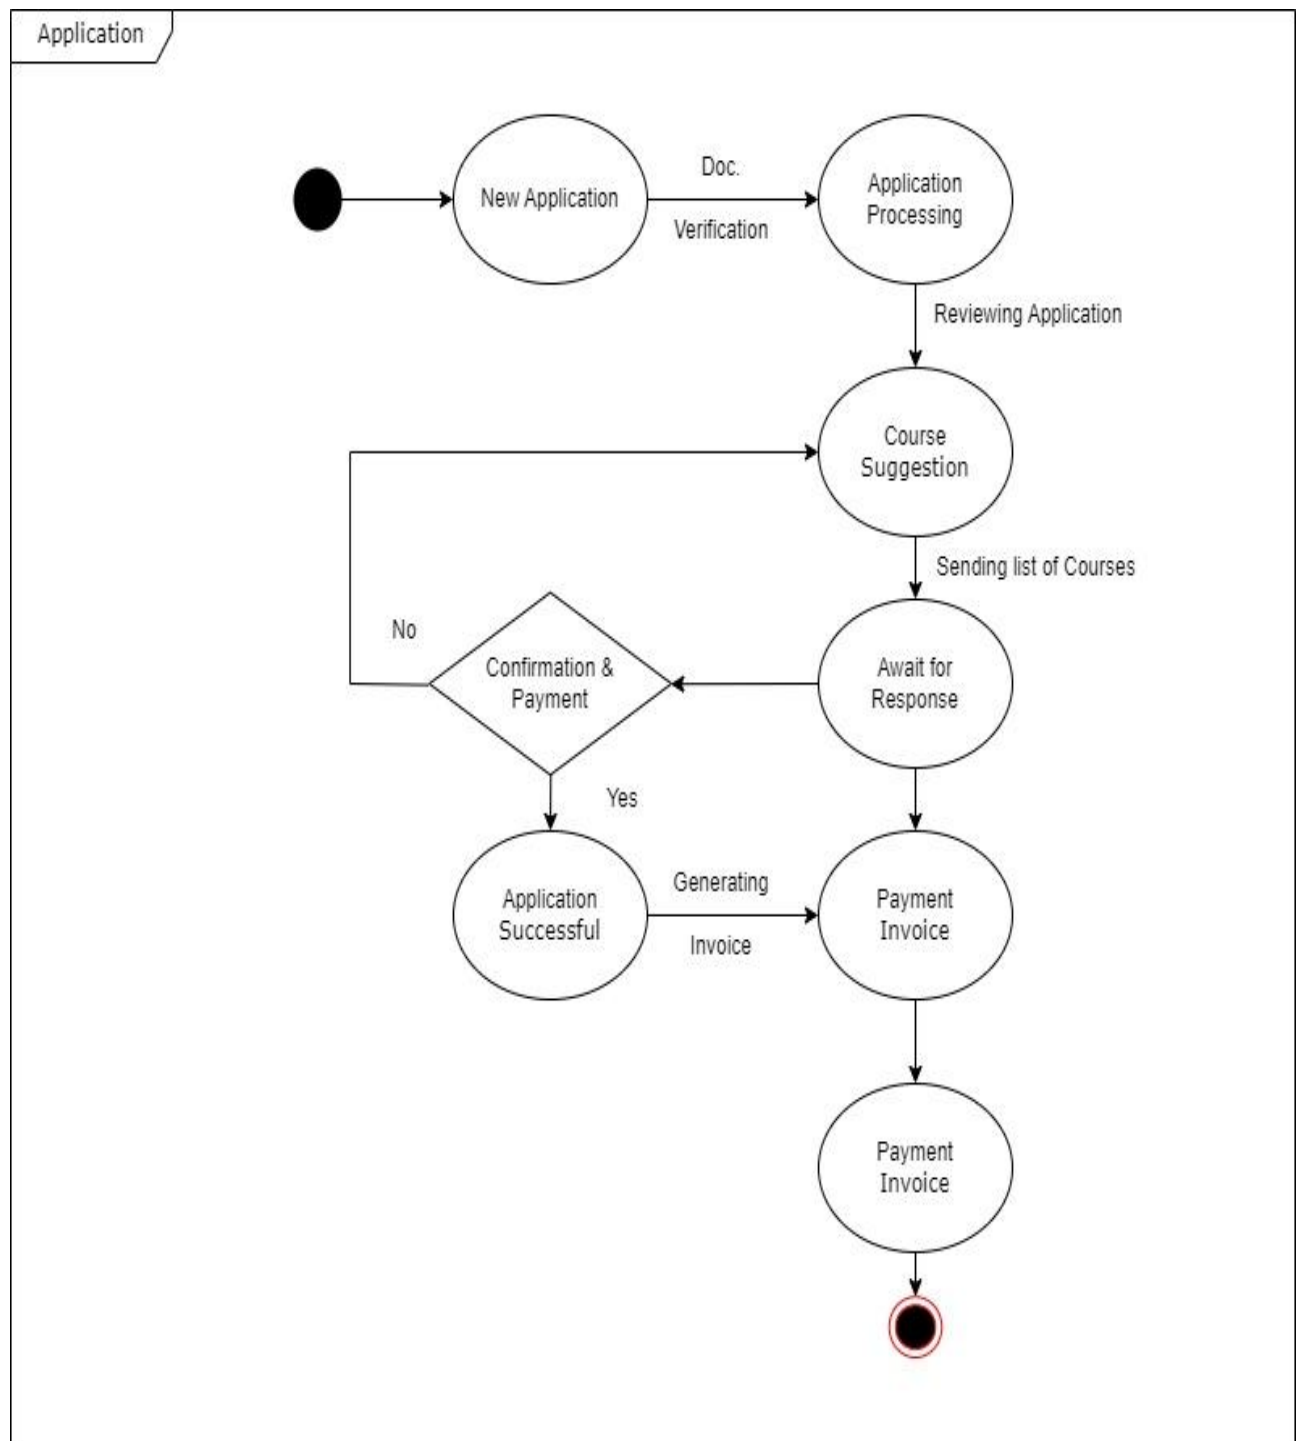 Application
New Application
Doc.
Verification
Application
Processing
Reviewing Application
Course
Suggestion
Sending list of Courses
No
Confirmation &
Payment
Await for
Response
Yes
Application
Successful
Generating
Invoice
Payment
Invoice
Payment
Invoice